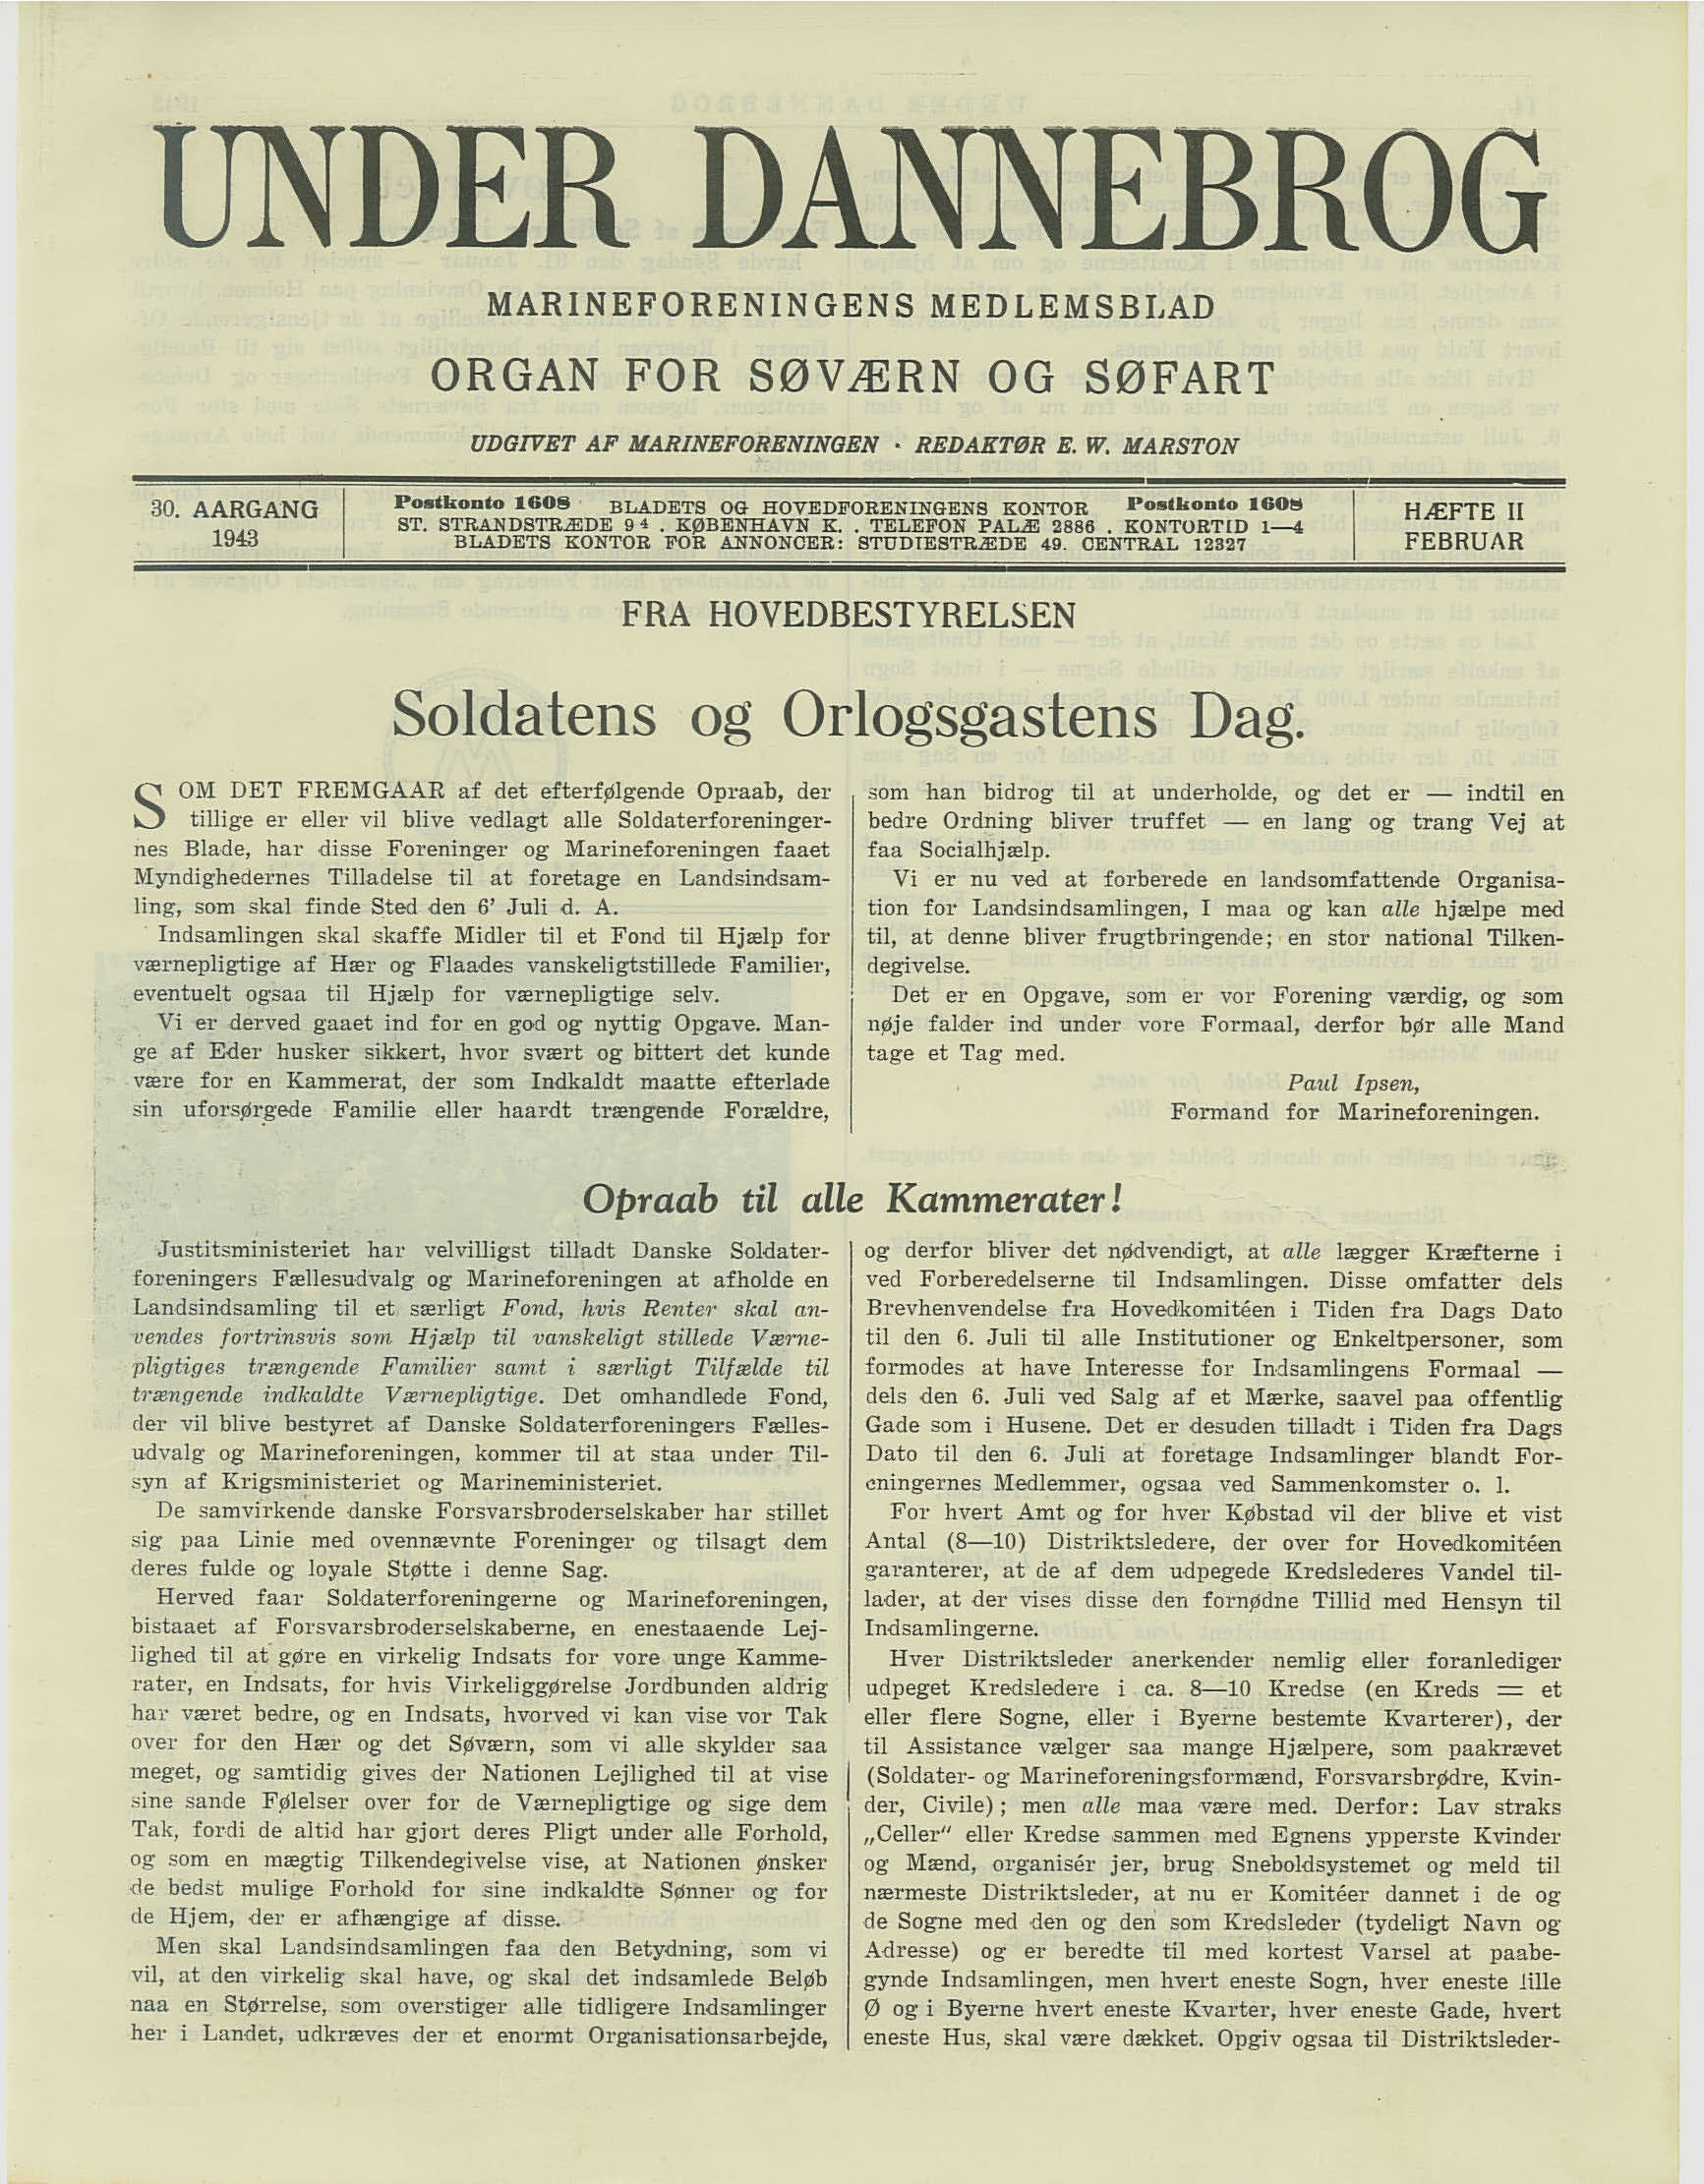 UNDER DANNEBROG
MARINEFORENINGENS MEDLEMSBLAD
ORGAN FOR SØVÆRN OG SØFART
UDGIVET AF MARINEFORENINGEN · REDAKTØR E. W. MARSTON
30. AARGANG
1943
Postkonto 1608 BLADETS OG HOVEDFORENINGENS KONTOR Postkonto 1608
ST. STRANDSTRÆDE 9 4 . KØBENHAVN K. . TELEFON PALÆ 2886 . KONTORTID 1—4
BLADETS KONTOR FOR ANNONCER: STUDIESTRÆDE 49. CENTRAL 12327
HÆFTE II
FEBRUAR
FRA HOVEDBESTYRELSEN
Soldatens og Orlogsgastens Dag.
SOM DET FREMGAAR af det efterfølgende Opraab, der
tillige er eller vil blive vedlagt alle Soldaterforeninger-
nes Blade, har disse Foreninger og Marineforeningen faaet
Myndighedernes Tilladelse til at foretage en Landsindsam-
ling, som skal finde Sted den 6' Juli d. A.
Indsamlingen skal skaffe Midler til et Fond til Hjælp for
værnepligtige af Hær og Flaades vanskeligtstillede Familier,
eventuelt ogsaa til Hjælp for værnepligtige selv.
Vi er derved gaaet ind for en god og nyttig Opgave. Man-
ge af Eder husker sikkert, hvor svært og bittert det kunde
være for en Kammerat, der som Indkaldt maatte efterlade
sin uforsørgede Familie eller haardt trængende Forældre,
som han bidrog til at underholde, og det er — indtil en
bedre Ordning bliver truffet — en lang og trang Vej at
faa Socialhjælp.
Vi er nu ved at forberede en landsomfattende Organisa-
tion for Landsindsamlingen, I maa og kan alle hjælpe med
til, at denne bliver frugtbringende; en stor national Tilken-
degivelse.
Det er en Opgave, som er vor Forening værdig, og som
nøje falder ind under vore Formaal, derfor bør alle Mand
tage et Tag med.
Paul Ipsen,
Formand for Marineforeningen.
Opraab til alle Kammerater!
Justitsministeriet har velvilligst tilladt Danske Soldater-
foreningers Fællesudvalg og Marineforeningen at afholde en
Landsindsamling til et særligt Fond, hvis Renter skal an-
vendes fortrinsvis som Hjælp til vanskeligt stillede Værne-
pligtiges trængende Familier samt i særligt Tilfælde til
trængende indkaldte Værnepligtige. Det omhandlede Fond,
der vil blive bestyret af Danske Soldaterforeningers Fælles-
udvalg og Marineforeningen, kommer til at staa under Til-
syn af Krigsministeriet og Marineministeriet.
De samvirkende danske Forsvarsbroderselskaber har stillet
sig paa Linie med ovennævnte Foreninger og tilsagt dem
deres fulde og loyale Støtte i denne Sag.
Herved faar Soldaterforeningerne og Marineforeningen,
bistaaet af Forsvarsbroderselskaberne, en enestaaende Lej-
lighed til at gøre en virkelig Indsats for vore unge Kamme-
rater, en Indsats, for hvis Virkeliggørelse Jordbunden aldrig
har været bedre, og en Indsats, hvorved vi kan vise vor Tak
over for den Hær og det Søværn, som vi alle skylder saa
meget, og samtidig gives der Nationen Lejlighed til at vise
sine sande Følelser over for de Værnepligtige og sige dem
Tak, fordi de altid har gjort deres Pligt under alle Forhold,
og som en mægtig Tilkendegivelse vise, at Nationen ønsker
de bedst mulige Forhold for sine indkaldte Sønner og for
de Hjem, der er afhængige af disse.
Men skal Landsindsamlingen faa den Betydning, som vi
vil, at den virkelig skal have, og skal det indsamlede Beløb
naa en Størrelse, som overstiger alle tidligere Indsamlinger
her i Landet, udkræves der et enormt Organisationsarbejde,
og derfor bliver det nødvendigt, at alle lægger Kræfterne i
ved Forberedelserne til Indsamlingen. Disse omfatter dels
Brevhenvendelse fra Hovedkomitéen i Tiden fra Dags Dato
til den 6. Juli til alle Institutioner og Enkeltpersoner, som
formodes at have Interesse for Indsamlingens Formaal —
dels den 6. Juli ved Salg af et Mærke, saavel paa offentlig
Gade som i Husene. Det er desuden tilladt i Tiden fra Dags
Dato til den 6. Juli at foretage Indsamlinger blandt For-
eningernes Medlemmer, ogsaa ved Sammenkomster o. l.
For hvert Amt og for hver Købstad vil der blive et vist
Antal (8—10) Distriktsledere, der over for Hovedkomitéen
garanterer, at de af dem udpegede Kredslederes Vandel til-
lader, at der vises disse den fornødne Tillid med Hensyn til
Indsamlingerne.
Hver Distriktsleder anerkender nemlig eller foranlediger
udpeget Kredsledere i ca. 8—10 Kredse (en Kreds = et
eller flere Sogne, eller i Byerne bestemte Kvarterer), der
til Assistance vælger saa mange Hjælpere, som paakrævet
(Soldater- og Marineforeningsformænd, Forsvarsbrødre, Kvin-
der, Civile); men alle maa være med. Derfor: Lav straks
„Celler" eller Kredse sammen med Egnens ypperste Kvinder
og Mænd, organisér jer, brug Sneboldsystemet og meld til
nærmeste Distriktsleder, at nu er Komitéer dannet i de og
de Sogne med den og den som Kredsleder (tydeligt Navn og
Adresse) og er beredte til med kortest Varsel at paabe-
gynde Indsamlingen, men hvert eneste Sogn, hver eneste lille
Ø og i Byerne hvert eneste Kvarter, hver eneste Gade, hvert
eneste Hus, skal være dækket. Opgiv ogsaa til Distriktsleder-